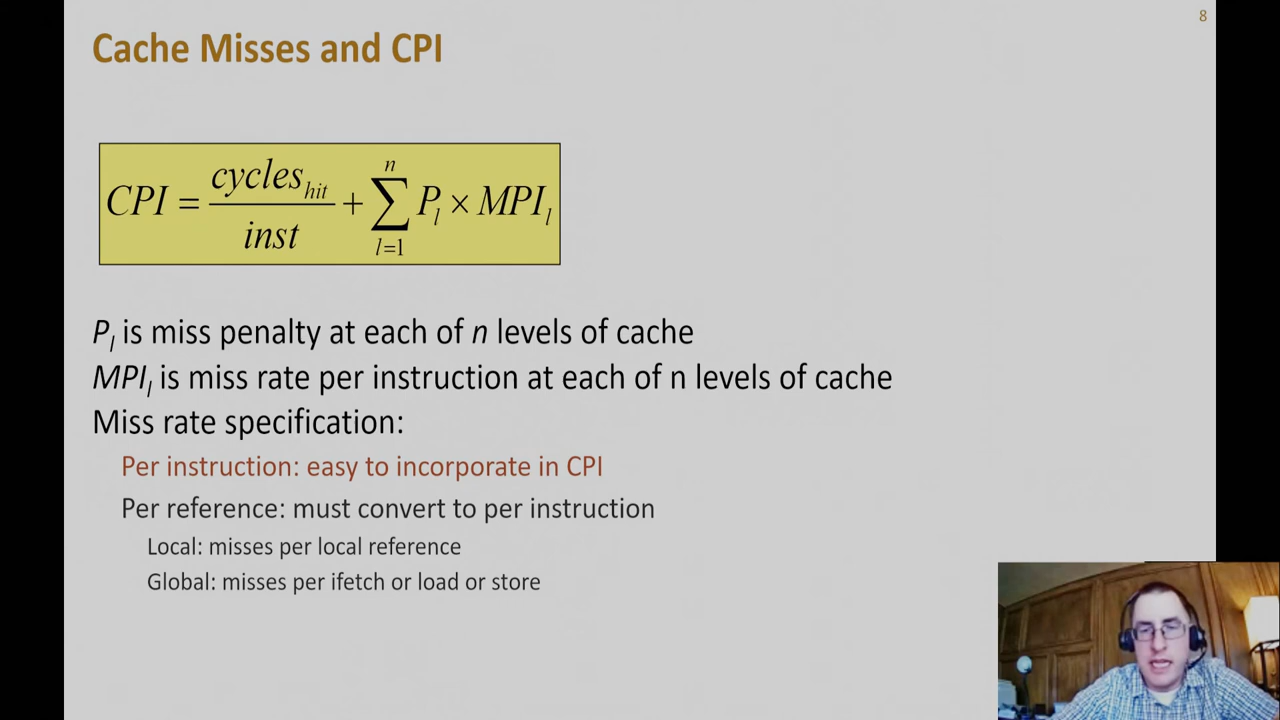 8
Cache Misses and CPI
CPI = cycles_hit / inst + ∑_{l=1}^{n} P_l × MPI_l
P_l is miss penalty at each of n levels of cache
MPI_l is miss rate per instruction at each of n levels of cache
Miss rate specification:
Per instruction: easy to incorporate in CPI
Per reference: must convert to per instruction
Local: misses per local reference
Global: misses per ifetch or load or store